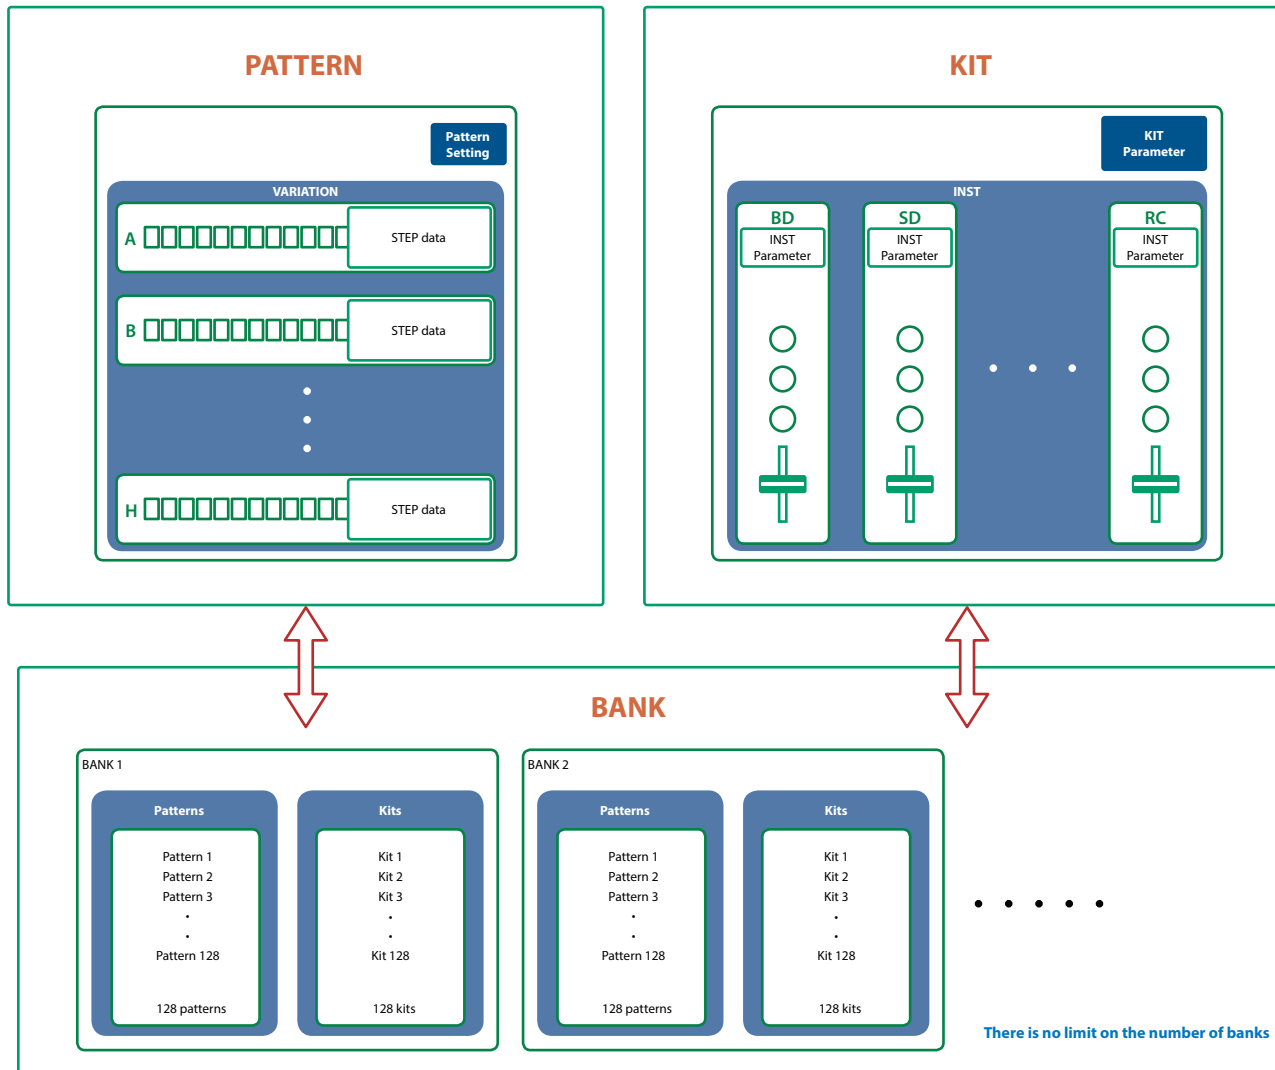 PATTERN
Pattern
Setting
VARIATION
A
STEP data
B
STEP data
H
STEP data
KIT
KIT
Parameter
INST
BD
INST
Parameter
SD
INST
Parameter
RC
INST
Parameter
BANK
BANK 1
Patterns
Pattern 1
Pattern 2
Pattern 3
Pattern 128
128 patterns
Kits
Kit 1
Kit 2
Kit 3
Kit 128
128 kits
BANK 2
Patterns
Pattern 1
Pattern 2
Pattern 3
Pattern 128
128 patterns
Kits
Kit 1
Kit 2
Kit 3
Kit 128
128 kits
There is no limit on the number of banks